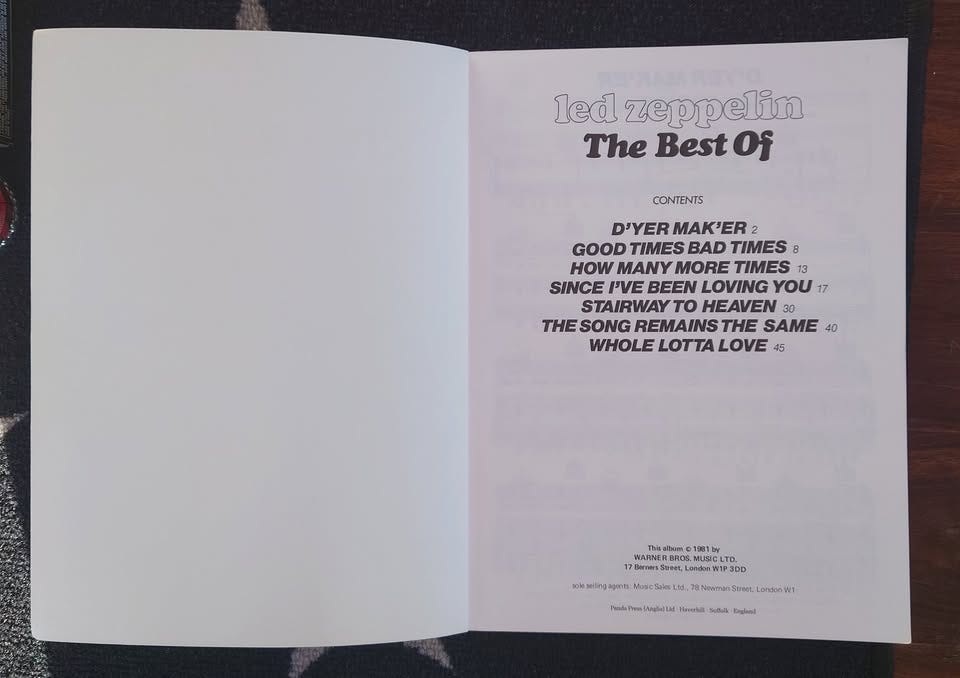 led zeppelin
The Best Of
CONTENTS
D'YER MAK'ER 2
GOOD TIMES BAD TIMES 8
HOW MANY MORE TIMES 13
SINCE I'VE BEEN LOVING YOU 17
STAIRWAY TO HEAVEN 30
THE SONG REMAINS THE SAME 40
WHOLE LOTTA LOVE 45
This album © 1981 by
WARNER BROS. MUSIC LTD.
17 Berners Street, London W1P 3DD
sole selling agents: Music Sales Ltd., 78 Newman Street, London W1
Panda Press (Anglia) Ltd · Haverhill · Suffolk · England